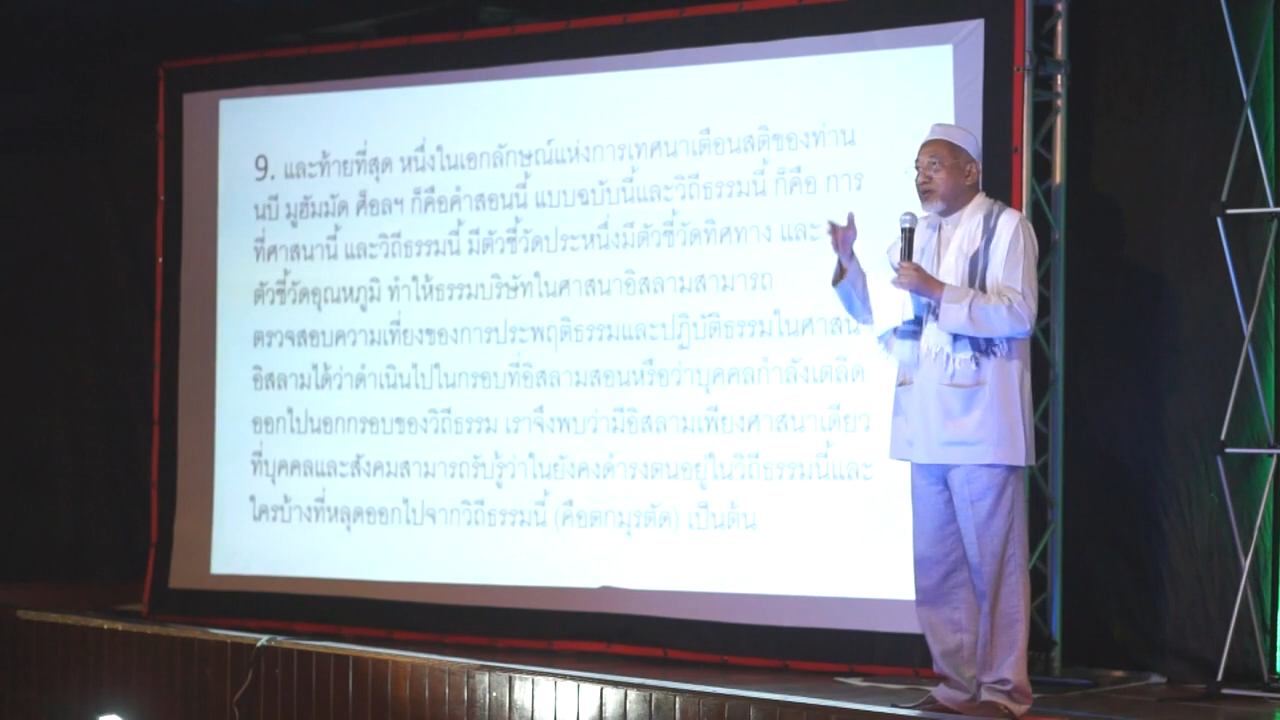 9. และท้ายที่สุด หนึ่งในเอกลักษณ์แห่งการเทศนาเตือนสติของท่าน
นบี มูฮัมมัด ศ็อลฯ ก็คือคำสอนนี้ แบบฉบับนี้และวิถีธรรมนี้ ก็คือ การ
ที่ศาสนานี้ และวิถีธรรมนี้ มีตัวชี้วัดประหนึ่งมีตัวชี้วัดทิศทาง และ
ตัวชี้วัดอุณหภูมิ ทำให้ธรรมบริษัทในศาสนาอิสลามสามารถ
ตรวจสอบความเที่ยงของการประพฤติธรรมและปฏิบัติธรรมในศาสน
อิสลามได้ว่าดำเนินไปในกรอบที่อิสลามสอนหรือว่าบุคคลกำลังเตลิด
ออกไปนอกกรอบของวิถีธรรม เราจึงพบว่ามีอิสลามเพียงศาสนาเดียว
ที่บุคคลและสังคมสามารถรับรู้ว่าในยังคงดำรงตนอยู่ในวิถีธรรมนี้และ
ใครบ้างที่หลุดออกไปจากวิถีธรรมนี้ (คือตกมุรตัด) เป็นต้น